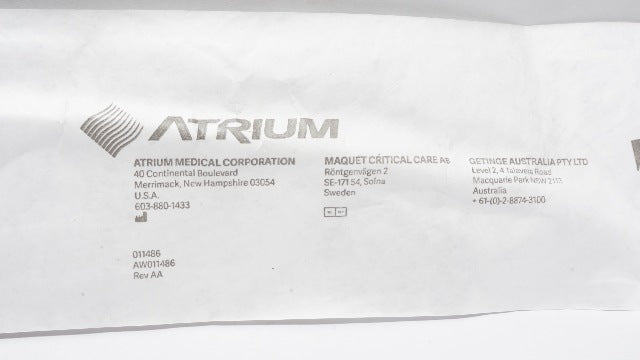 ATRIUM
ATRIUM MEDICAL CORPORATION
40 Continental Boulevard
Merrimack, New Hampshire 03054
U.S.A.
603-880-1433
MAQUET CRITICAL CARE AB
Röntgenvägen 2
SE-171 54, Solna
Sweden
GETINGE AUSTRALIA PTY LTD
Level 2, 4 Talavera Road
Macquarie Park NSW 2113
Australia
+ 61-(0)-2-8874-3100
011486
AW011486
Rev AA